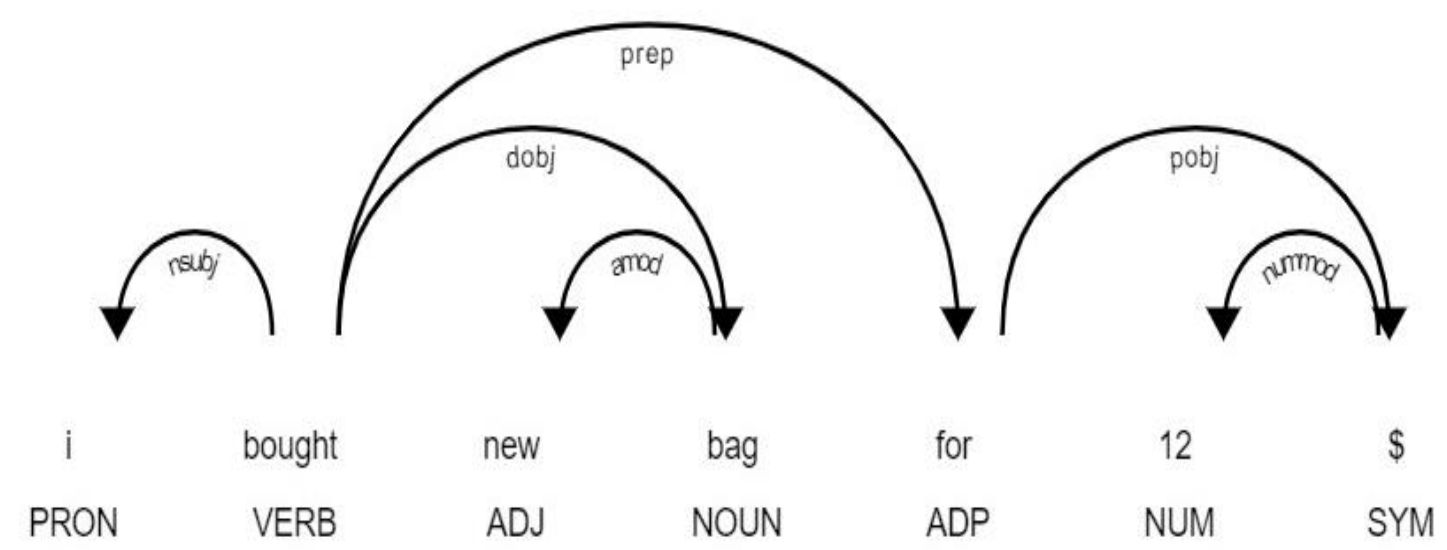 prep
dobj pobj
nsubj amod nummod
i bought new bag for 12 $
PRON VERB ADJ NOUN ADP NUM SYM